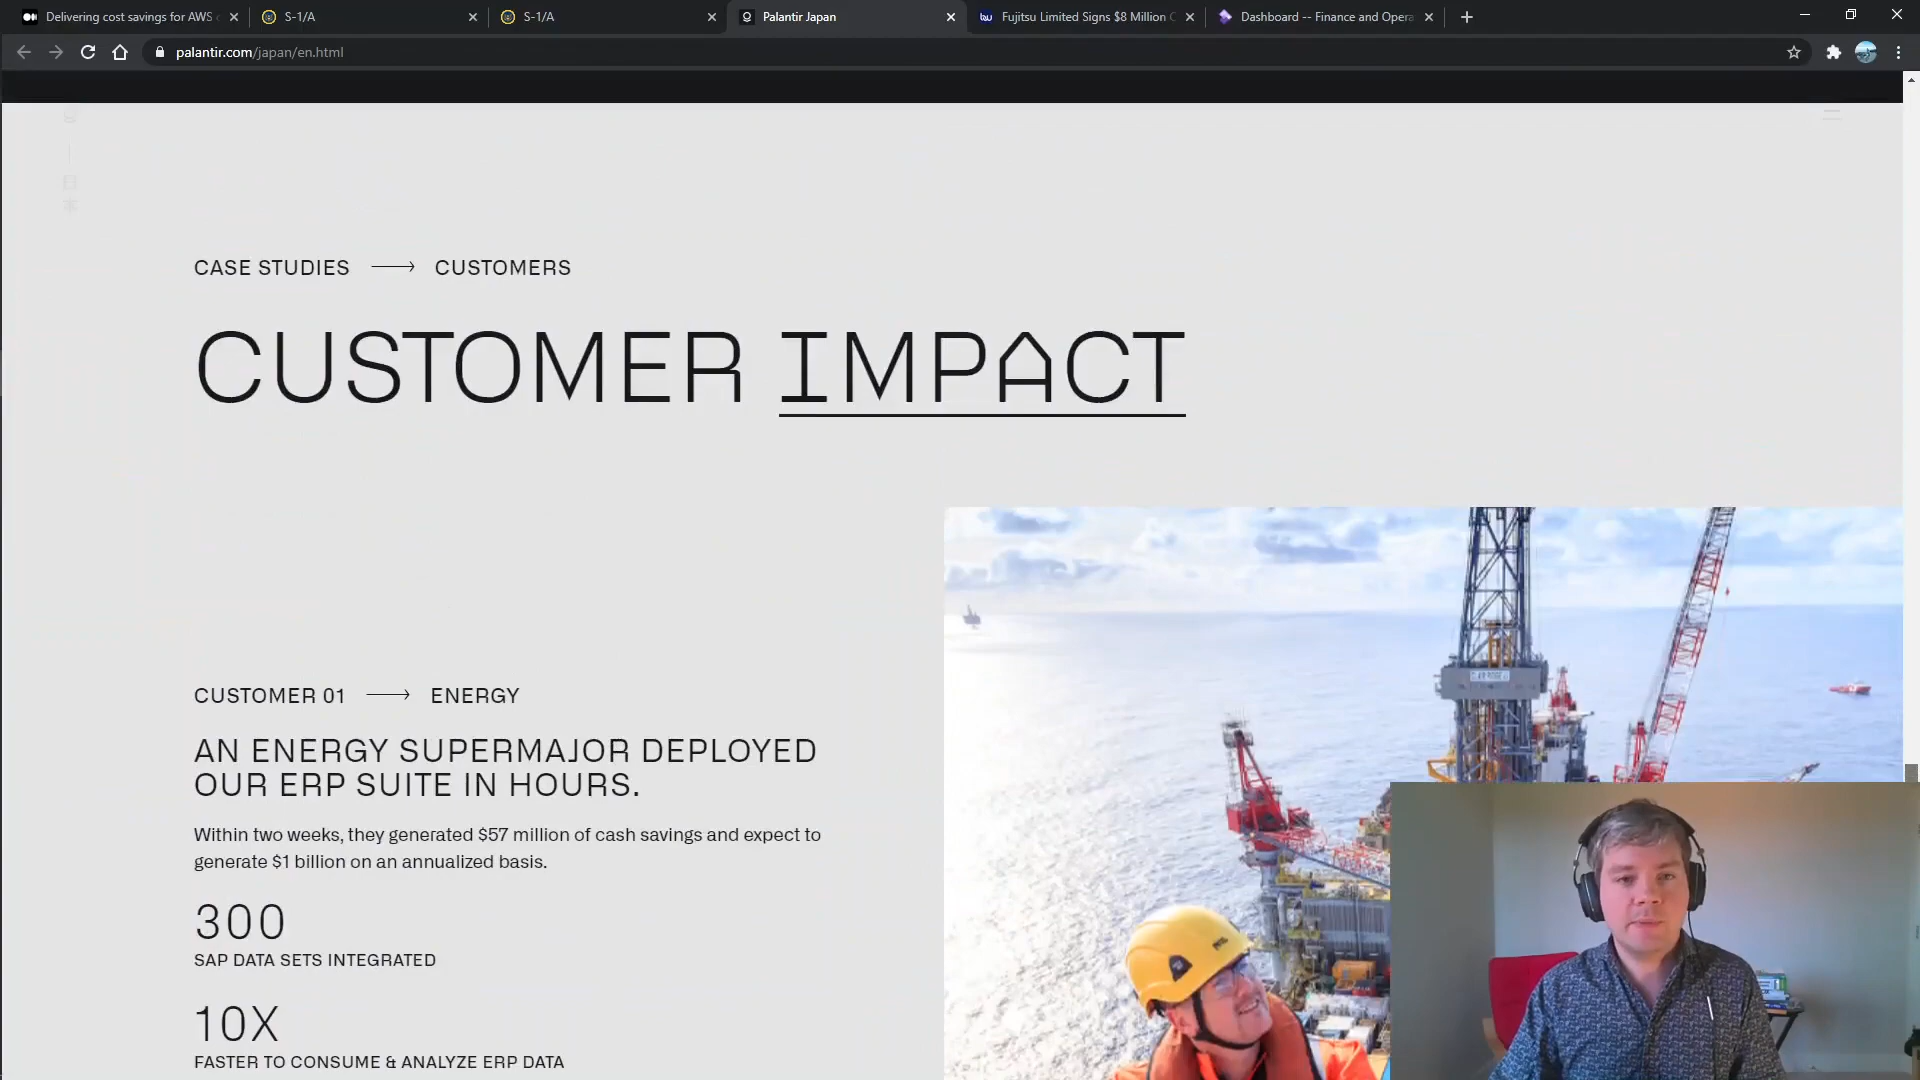 Delivering cost savings for AWS
S-1/A
S-1/A
Palantir Japan
Fujitsu Limited Signs $8 Million
Dashboard -- Finance and Opera
palantir.com/japan/en.html
CASE STUDIES ⟶ CUSTOMERS
CUSTOMER IMPACT
CUSTOMER 01 ⟶ ENERGY
AN ENERGY SUPERMAJOR DEPLOYED
OUR ERP SUITE IN HOURS.
Within two weeks, they generated $57 million of cash savings and expect to
generate $1 billion on an annualized basis.
300
SAP DATA SETS INTEGRATED
10X
FASTER TO CONSUME & ANALYZE ERP DATA